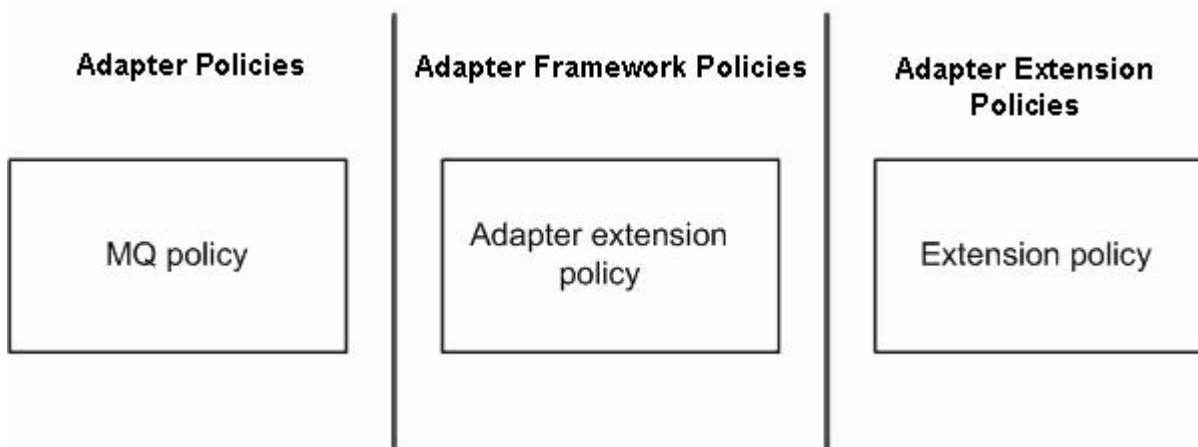 Adapter Policies
Adapter Framework Policies
Adapter Extension
Policies
MQ policy
Adapter extension
policy
Extension policy